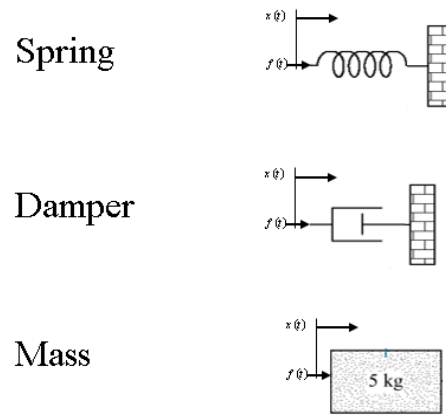 x(t)
Spring
f(t)
x(t)
Damper
f(t)
x(t)
Mass
f(t)
5 kg